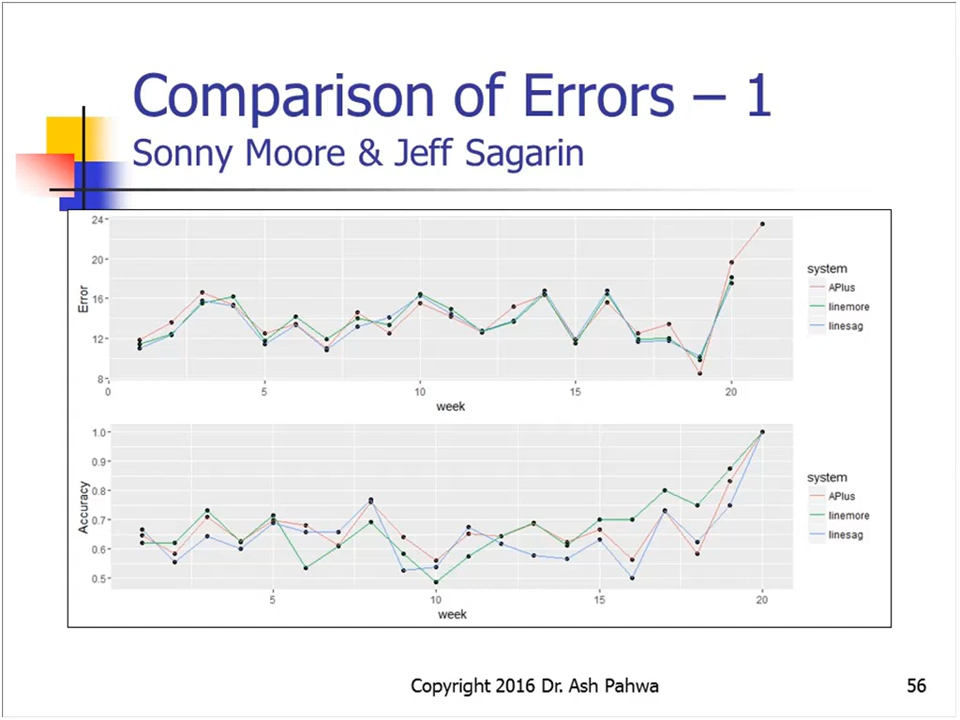 Comparison of Errors – 1
Sonny Moore & Jeff Sagarin
24
20
16
12
8
Error
0 5 10 15 20
week
system
APlus
linemore
linesag
1.0
0.9
0.8
0.7
0.6
0.5
Accuracy
5 10 15 20
week
system
APlus
linemore
linesag
Copyright 2016 Dr. Ash Pahwa 56